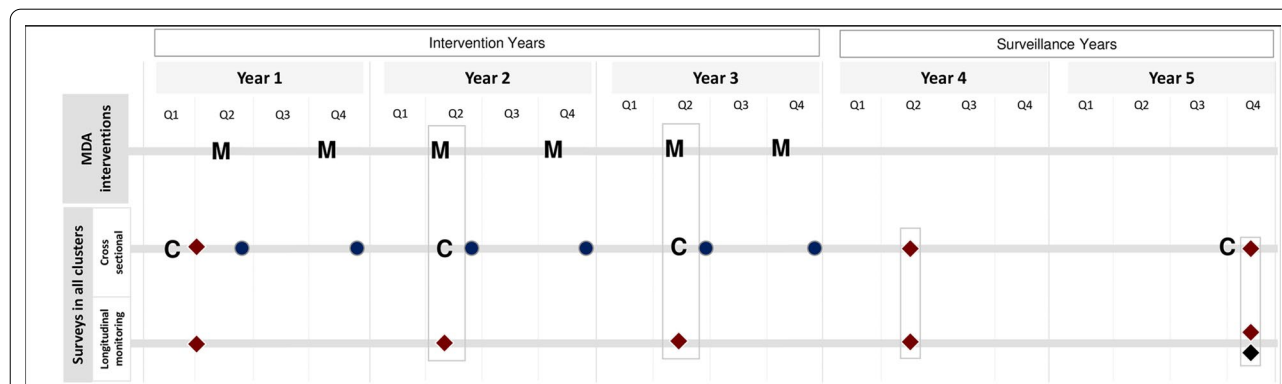 Intervention Years
Surveillance Years
Year 1
Year 2
Year 3
Year 4
Year 5
Q1 Q2 Q3 Q4 Q1 Q2 Q3 Q4 Q1 Q2 Q3 Q4 Q1 Q2 Q3 Q4 Q1 Q2 Q3 Q4
MDA
interventions
M M M M M M
Surveys in all clusters
Cross
sectional
C C C C
Longitudinal
monitoring